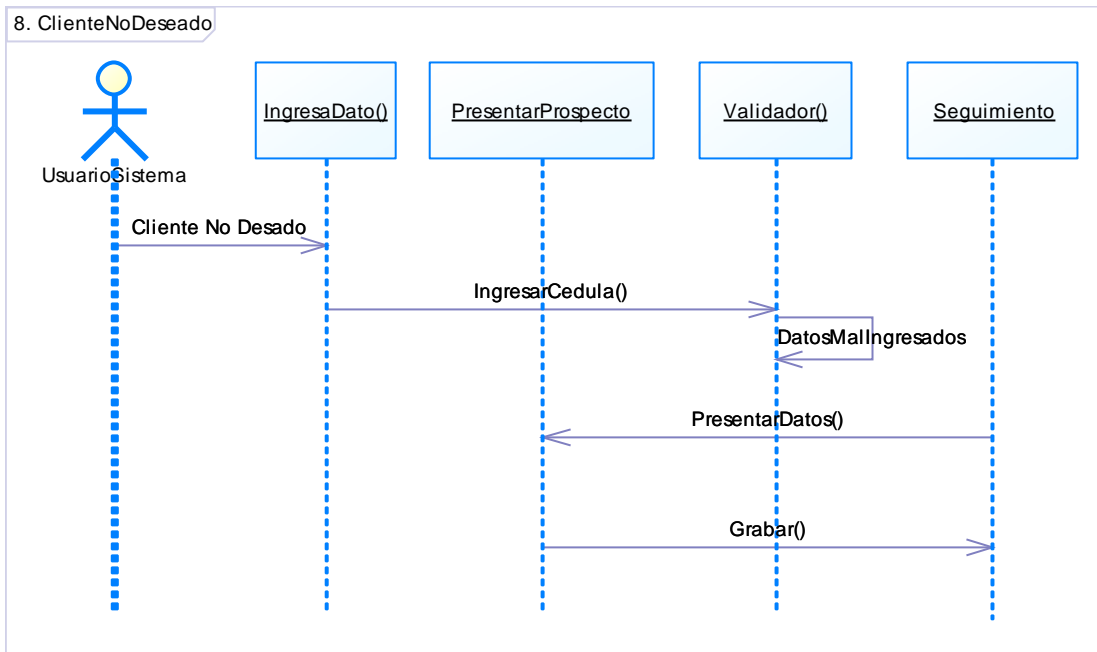 8. ClienteNoDeseado
IngresaDato()
PresentarProspecto
Validador()
Seguimiento
UsuarioSistema
Cliente No Desado
IngresarCedula()
DatosMalIngresados
PresentarDatos()
Grabar()